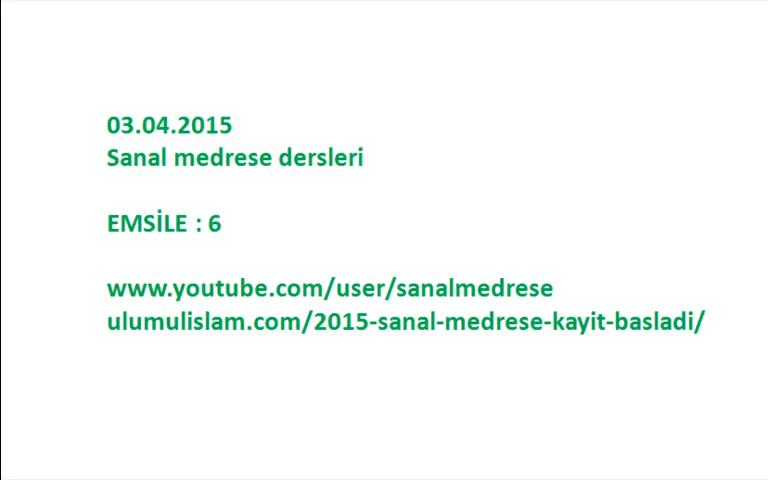 03.04.2015
Sanal medrese dersleri
EMSİLE : 6
www.youtube.com/user/sanalmedrese
ulumulislam.com/2015-sanal-medrese-kayit-basladi/